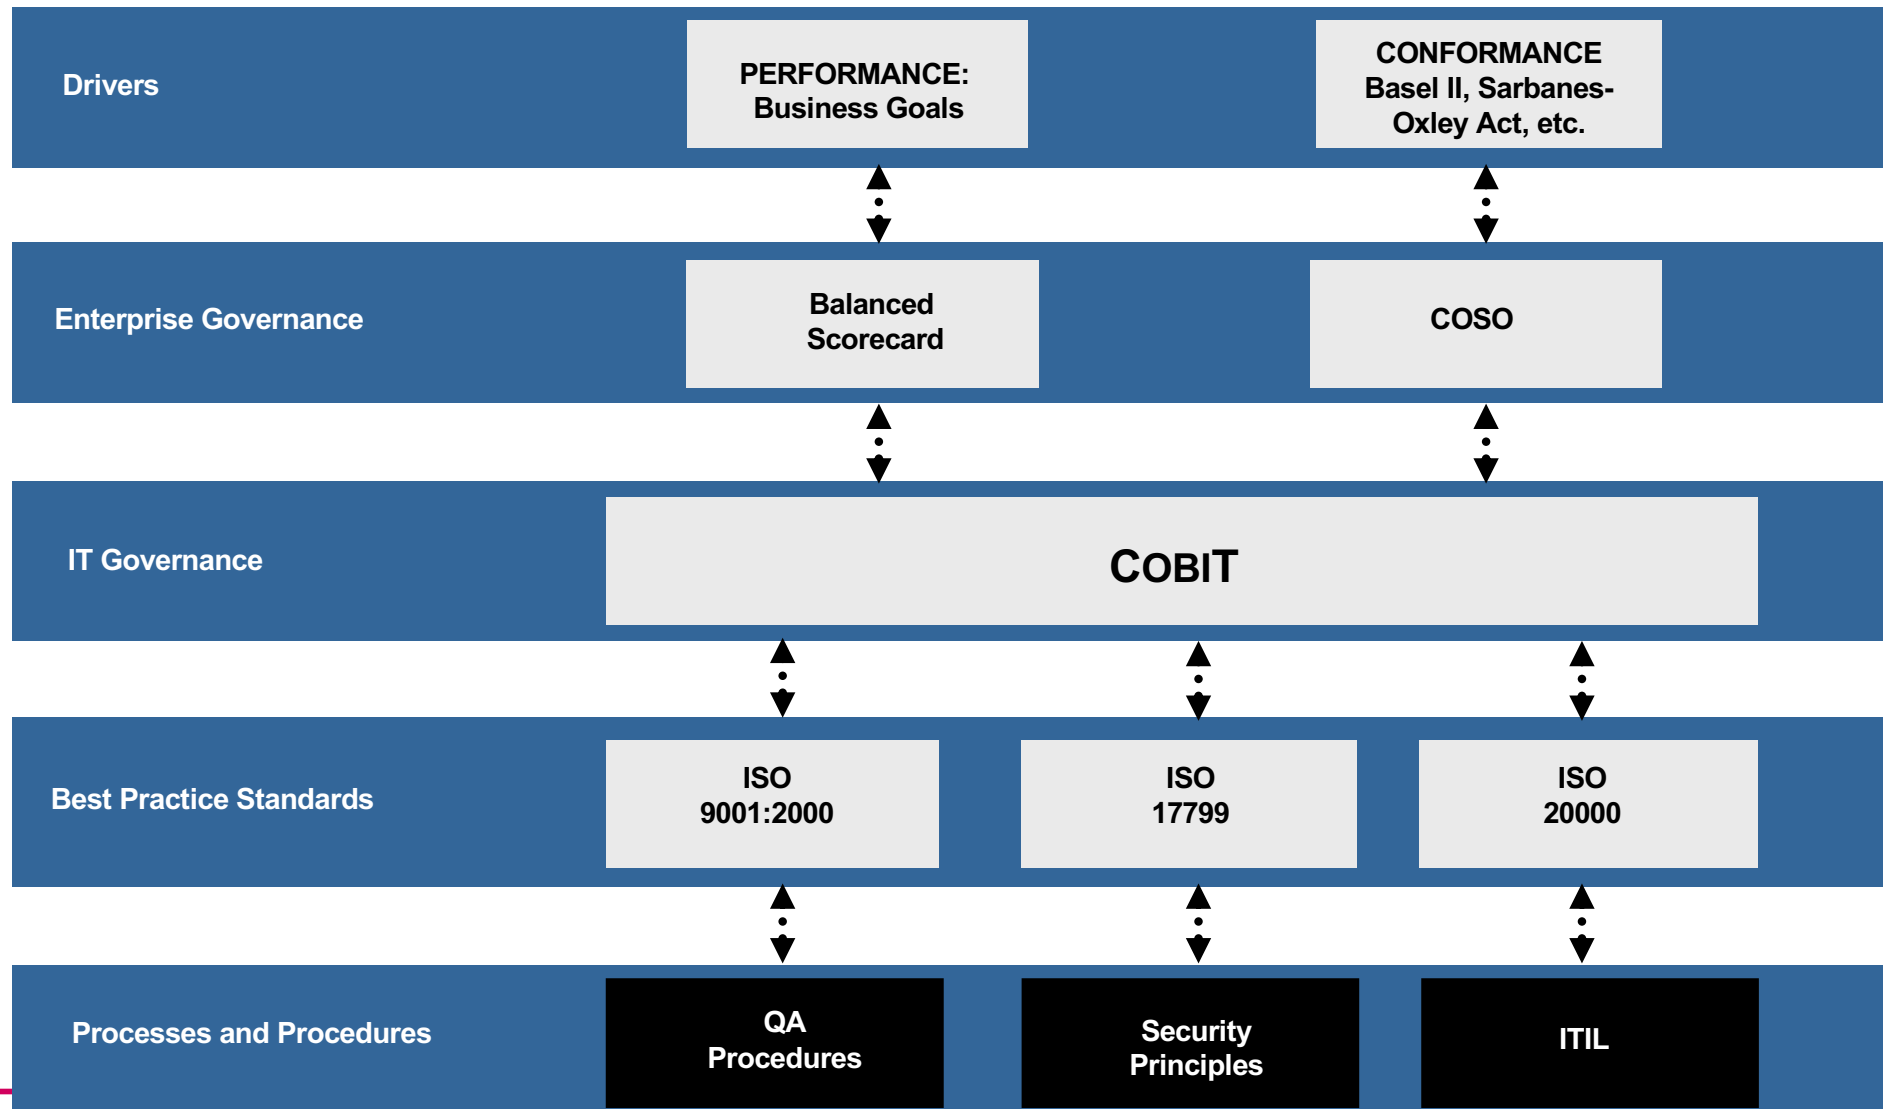 Drivers
PERFORMANCE:
Business Goals
CONFORMANCE
Basel II, Sarbanes-
Oxley Act, etc.
Enterprise Governance
Balanced
Scorecard
COSO
IT Governance
COBIT
Best Practice Standards
ISO
9001:2000
ISO
17799
ISO
20000
Processes and Procedures
QA
Procedures
Security
Principles
ITIL